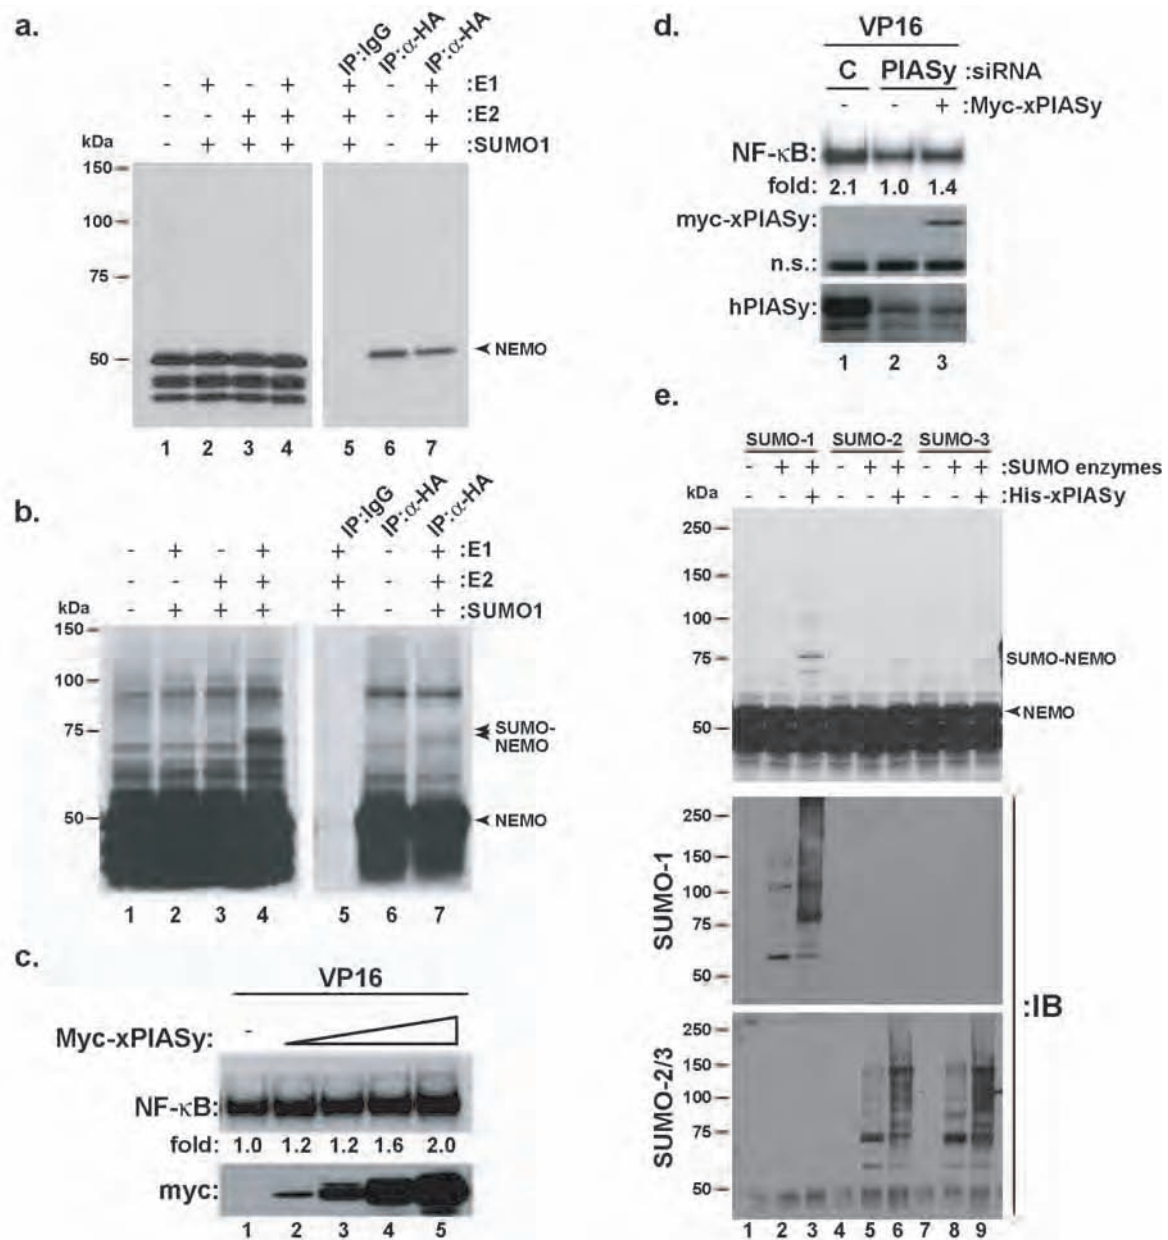 a.
IP:IgG
IP:α-HA
IP:α-HA
- + - + + - + :E1
- - + + + - + :E2
kDa - + + + + - + :SUMO1
150
100
75
50
NEMO
1 2 3 4 5 6 7
b.
IP:IgG
IP:α-HA
IP:α-HA
- + - + + - + :E1
- - + + + - + :E2
kDa - + + + + - + :SUMO1
150
100
75
SUMO-
NEMO
50
NEMO
1 2 3 4 5 6 7
c.
VP16
Myc-xPIASy: -
NF-κB:
fold: 1.0 1.2 1.2 1.6 2.0
myc:
1 2 3 4 5
d.
VP16
C PIASy :siRNA
- - + :Myc-xPIASy
NF-κB:
fold: 2.1 1.0 1.4
myc-xPIASy:
n.s.:
hPIASy:
1 2 3
e.
SUMO-1 SUMO-2 SUMO-3
- + + - + + - + + :SUMO enzymes
kDa - - + - - + - - + :His-xPIASy
250
150
100
75
SUMO-NEMO
NEMO
50
SUMO-1
250
150
100
75
50
:IB
SUMO-2/3
250
150
100
75
50
1 2 3 4 5 6 7 8 9